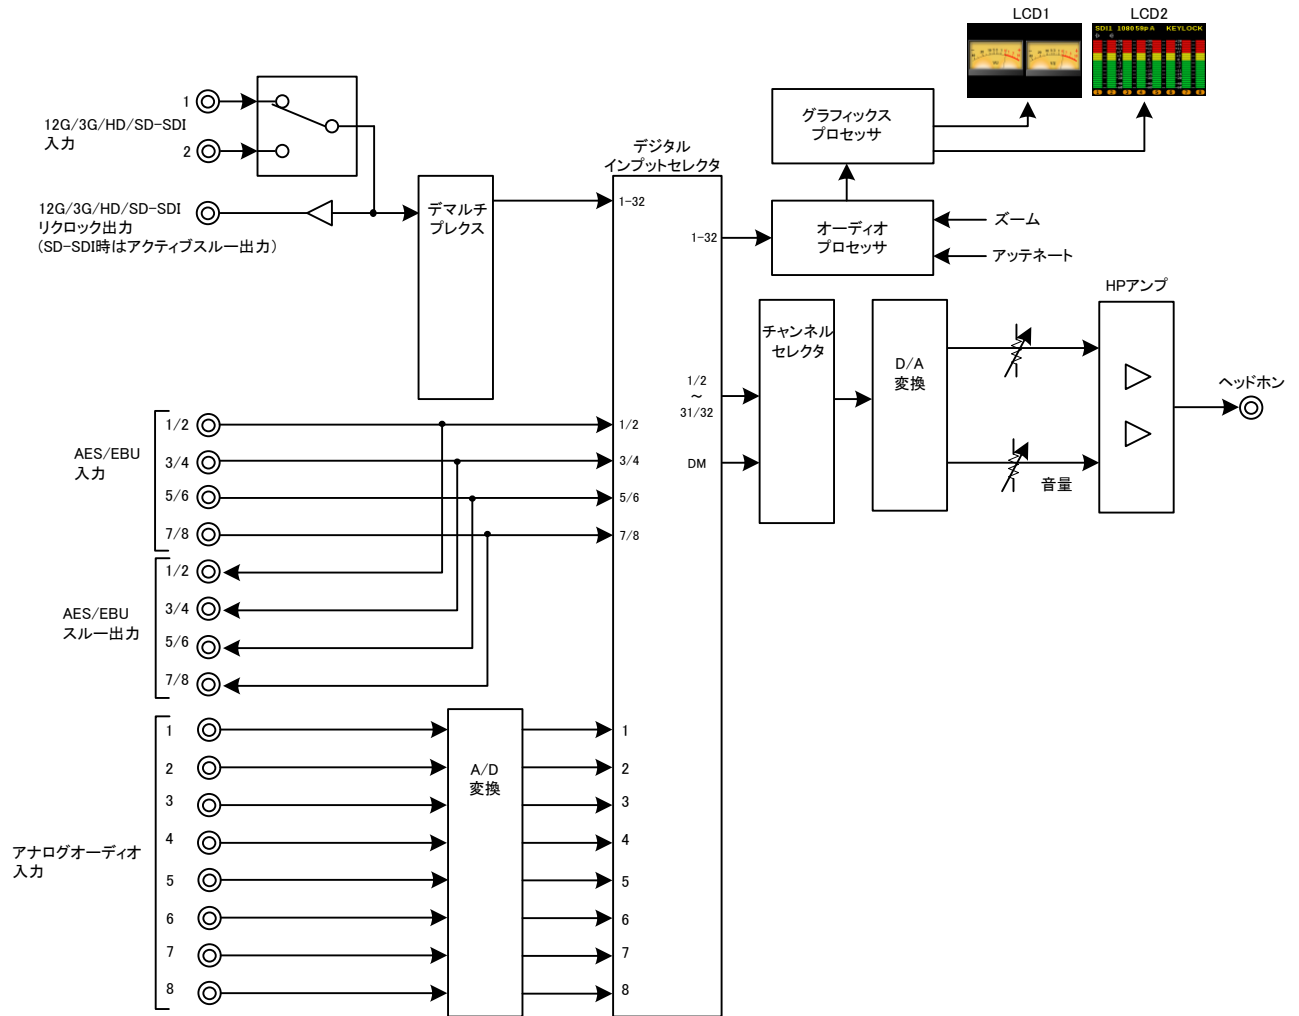 LCD1
LCD2
SDI1 1080 59p A KEYLOCK
1
12G/3G/HD/SD-SDI
入力
2
12G/3G/HD/SD-SDI
リクロック出力
(SD-SDI時はアクティブスルー出力)
デマルチ
プレクス
デジタル
インプットセレクタ
1-32
1-32
グラフィックス
プロセッサ
オーディオ
プロセッサ
ズーム
アッテネート
チャンネル
セレクタ
D/A
変換
HPアンプ
ヘッドホン
音量
1/2
~
31/32
DM
AES/EBU
入力
1/2
3/4
5/6
7/8
1/2
3/4
5/6
7/8
AES/EBU
スルー出力
1/2
3/4
5/6
7/8
アナログオーディオ
入力
1
2
3
4
5
6
7
8
A/D
変換
1
2
3
4
5
6
7
8